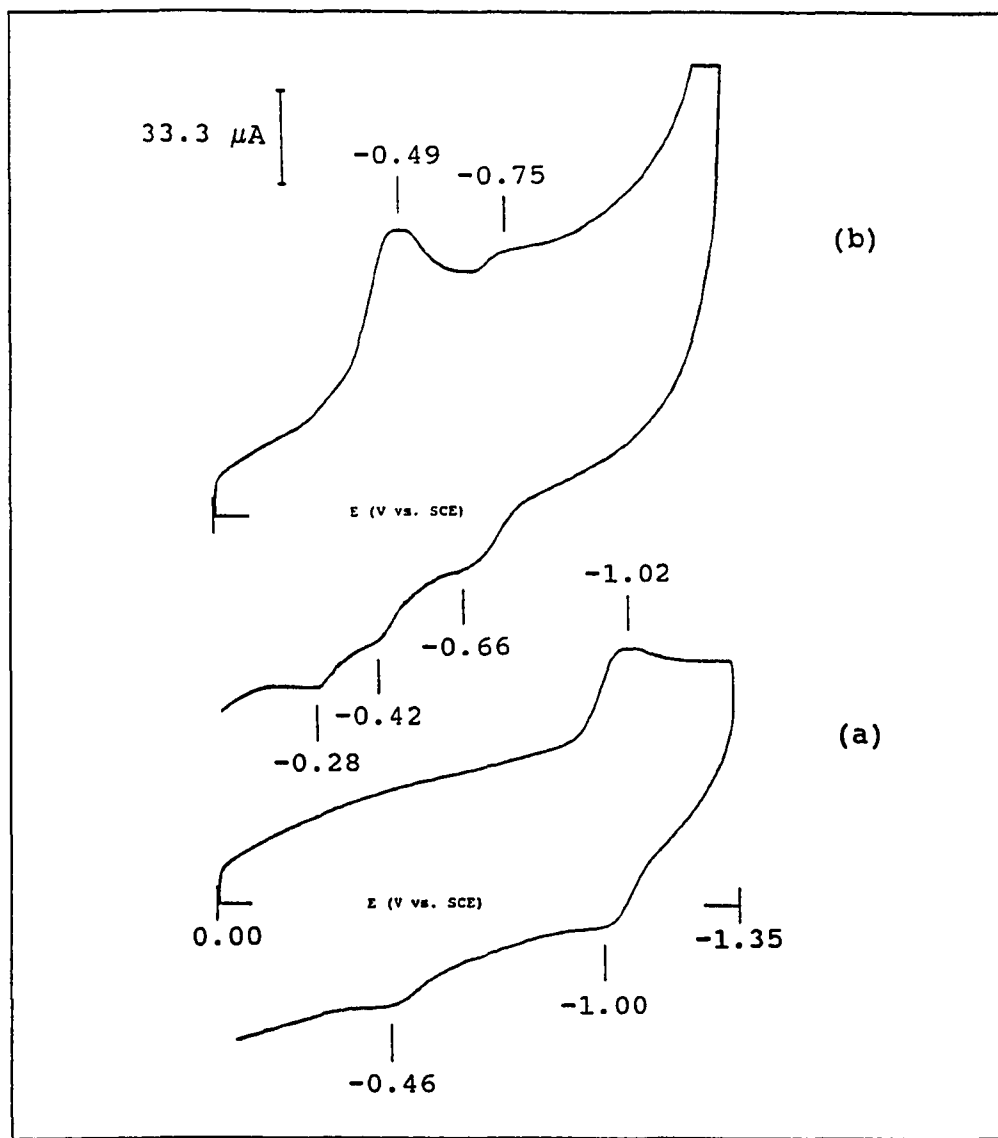 33.3 μA
-0.49
-0.75
(b)
E (V vs. SCE)
-1.02
-0.66
-0.42
(a)
-0.28
E (V vs. SCE)
0.00
-1.35
-1.00
-0.46